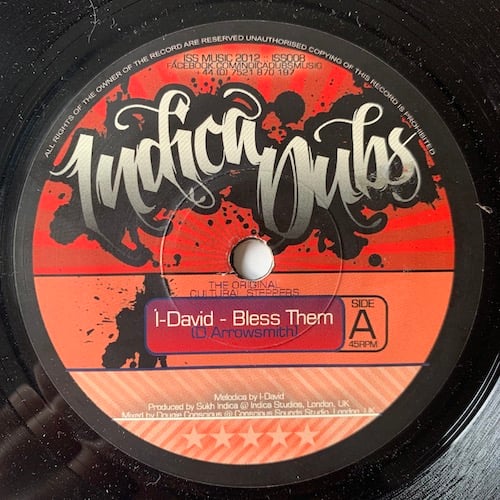 ALL RIGHTS OF THE OWNER OF THE RECORD ARE RESERVED UNAUTHORISED COPYING OF THIS RECORD IS PROHIBITED
ISS MUSIC 2012 ISS008
FACEBOOK.COM/INDICADUBSMUSIC
+44 (0) 7521 870 197
Indica Dubs
THE ORIGINAL
CULTURAL STEPPERS
I-David - Bless Them
(D. Arrowsmith)
SIDE
A
45RPM
Melodica by I-David
Produced by Sukh Indica @ Indica Studios, London, UK
Mixed by Dougie Conscious @ Conscious Sounds Studio, London, UK